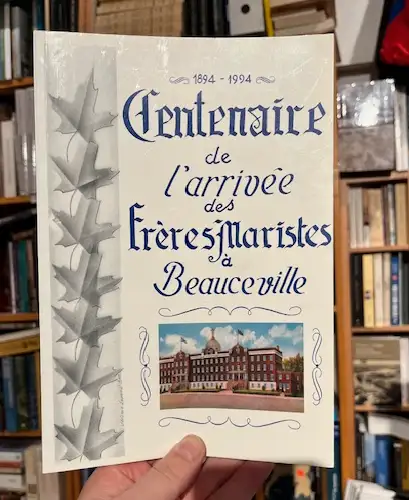 1894 - 1994
Centenaire
de
l'arrivée
des
Frères Maristes
à
Beauceville